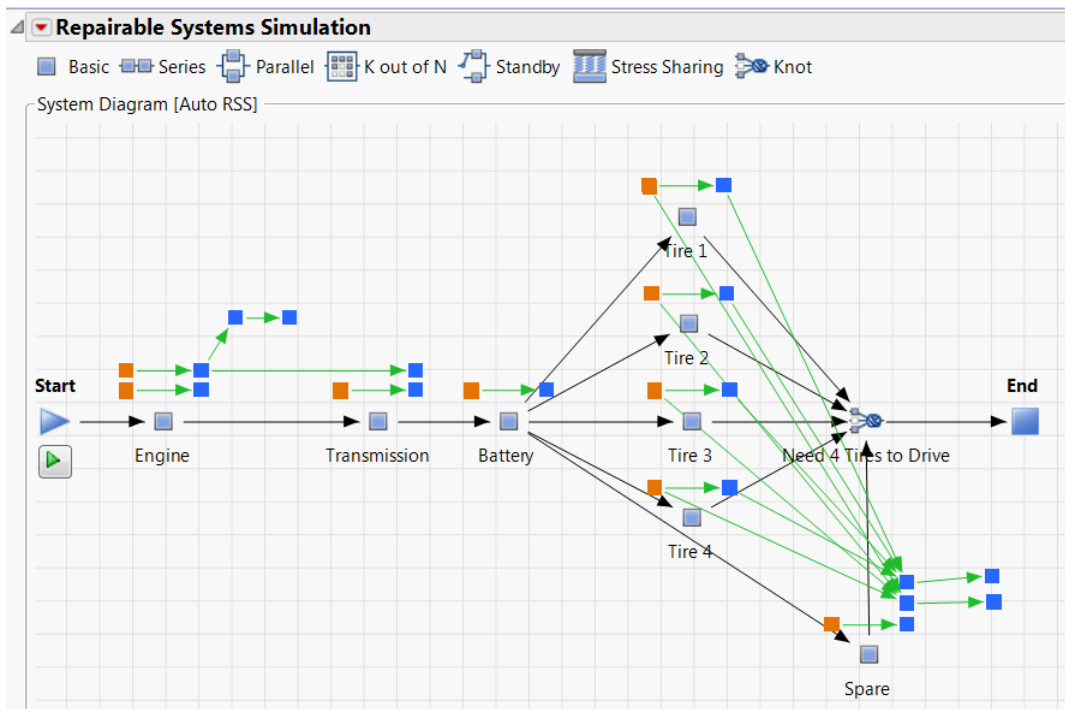 Repairable Systems Simulation
Basic Series Parallel K out of N Standby Stress Sharing Knot
System Diagram [Auto RSS]
Tire 1
Tire 2
Start
End
Engine Transmission Battery Tire 3 Need 4 Tires to Drive
Tire 4
Spare